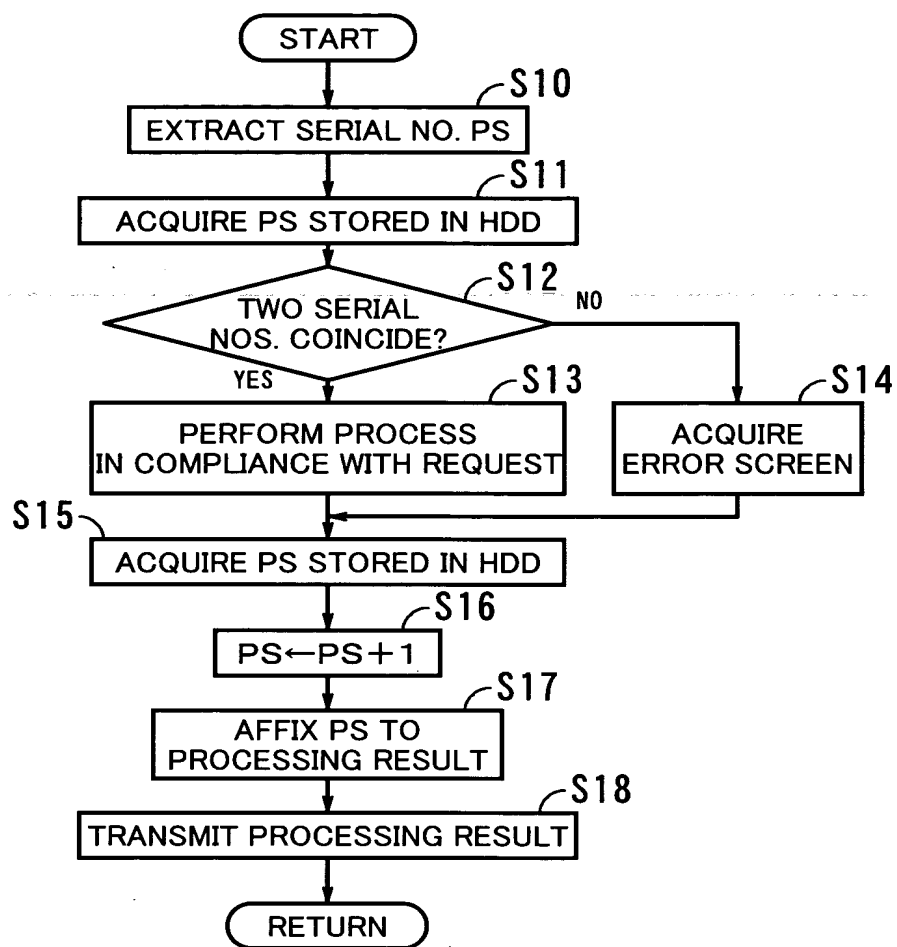 START
S10
EXTRACT SERIAL NO. PS
S11
ACQUIRE PS STORED IN HDD
S12
TWO SERIAL
NOS. COINCIDE?
NO
YES
S13
PERFORM PROCESS
IN COMPLIANCE WITH REQUEST
S14
ACQUIRE
ERROR SCREEN
S15
ACQUIRE PS STORED IN HDD
S16
PS←PS+1
S17
AFFIX PS TO
PROCESSING RESULT
S18
TRANSMIT PROCESSING RESULT
RETURN